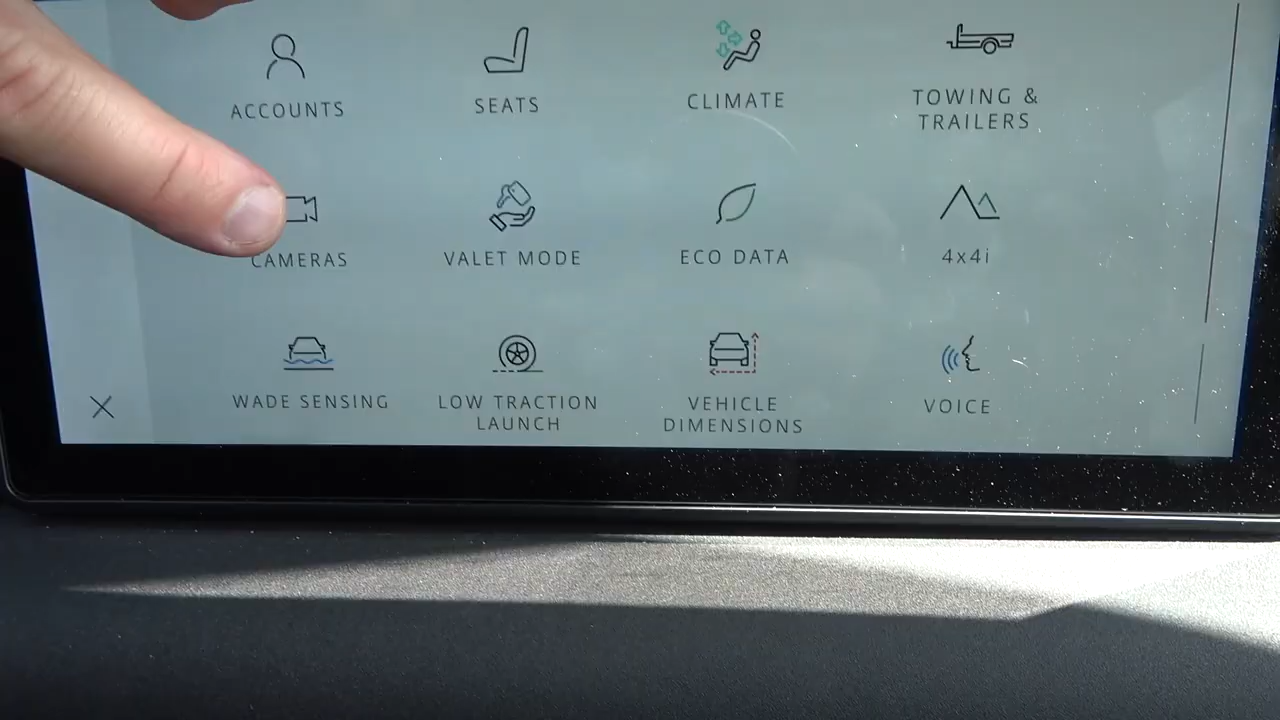 ACCOUNTS
SEATS
CLIMATE
TOWING &
TRAILERS
CAMERAS
VALET MODE
ECO DATA
4x4i
WADE SENSING
LOW TRACTION
LAUNCH
VEHICLE
DIMENSIONS
VOICE